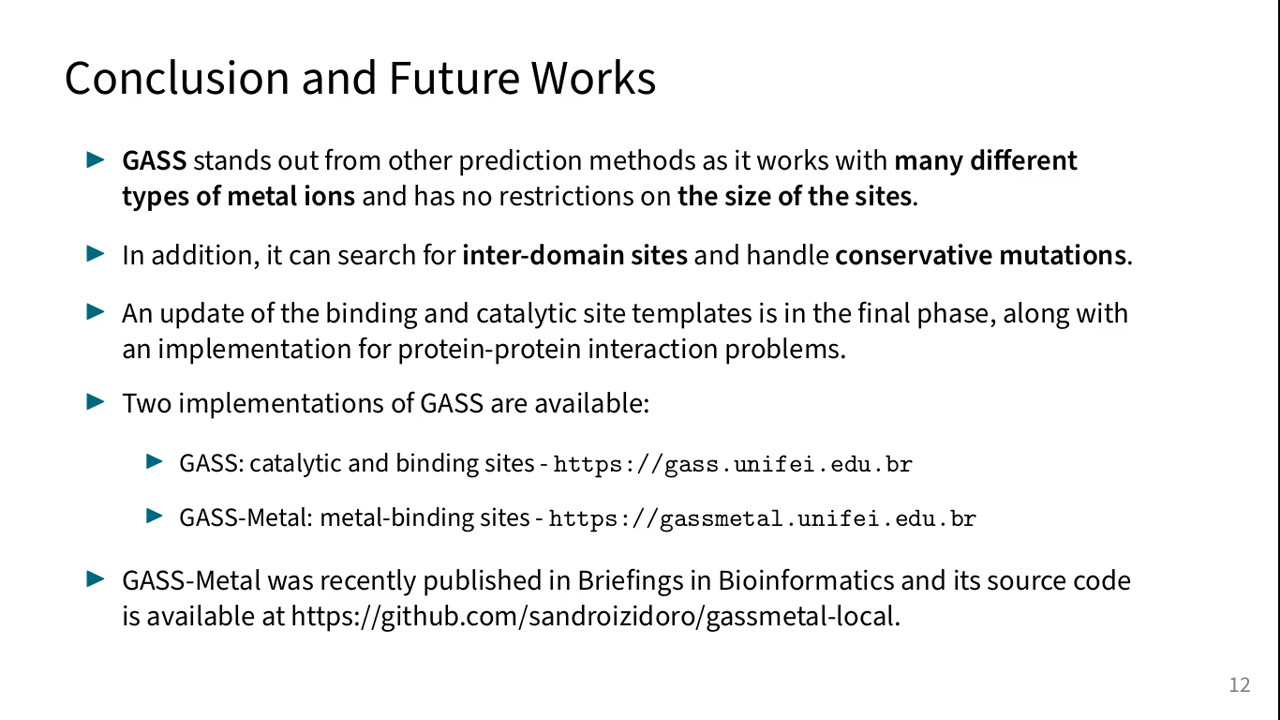 Conclusion and Future Works
GASS stands out from other prediction methods as it works with many different
types of metal ions and has no restrictions on the size of the sites.
In addition, it can search for inter-domain sites and handle conservative mutations.
An update of the binding and catalytic site templates is in the final phase, along with
an implementation for protein-protein interaction problems.
Two implementations of GASS are available:
GASS: catalytic and binding sites - https://gass.unifei.edu.br
GASS-Metal: metal-binding sites - https://gassmetal.unifei.edu.br
GASS-Metal was recently published in Briefings in Bioinformatics and its source code
is available at https://github.com/sandroizidoro/gassmetal-local.
12